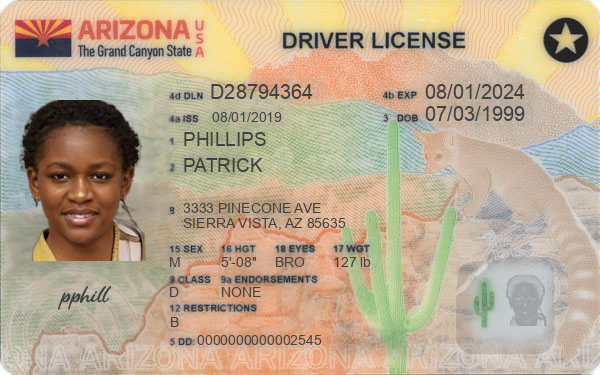 ARIZONA USA
The Grand Canyon State
DRIVER LICENSE
4d DLN D28794364 4b EXP 08/01/2024
4a ISS 08/01/2019 3 DOB 07/03/1999
1 PHILLIPS
2 PATRICK
8 3333 PINECONE AVE
SIERRA VISTA, AZ 85635
15 SEX 16 HGT 18 EYES 17 WGT
M 5'-08" BRO 127 lb
9 CLASS 9a ENDORSEMENTS
D NONE
12 RESTRICTIONS
B
pphill
5 DD: 0000000000002545
ONA ARIZONA ARIZONA ARIZONA ARIZONA ARIZON